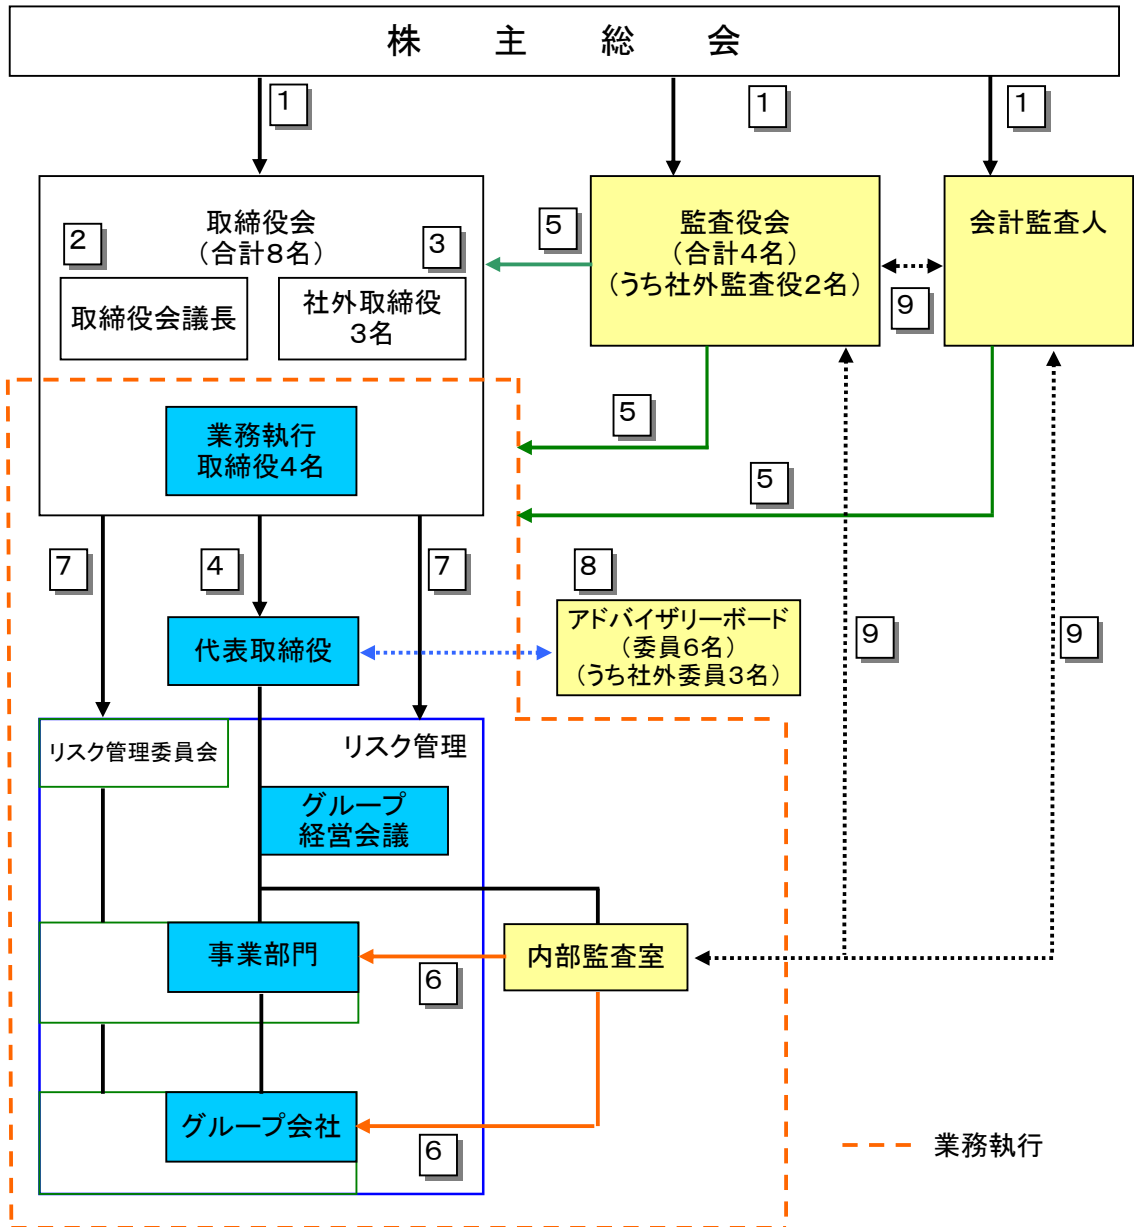 株主総会
1
1
1
取締役会
(合計8名)
2
3
取締役会議長
社外取締役
3名
5
監査役会
(合計4名)
(うち社外監査役2名)
会計監査人
9
業務執行
取締役4名
5
5
7
4
7
8
代表取締役
アドバイザリーボード
(委員6名)
(うち社外委員3名)
9
9
リスク管理委員会
リスク管理
グループ
経営会議
事業部門
6
内部監査室
グループ会社
6
業務執行